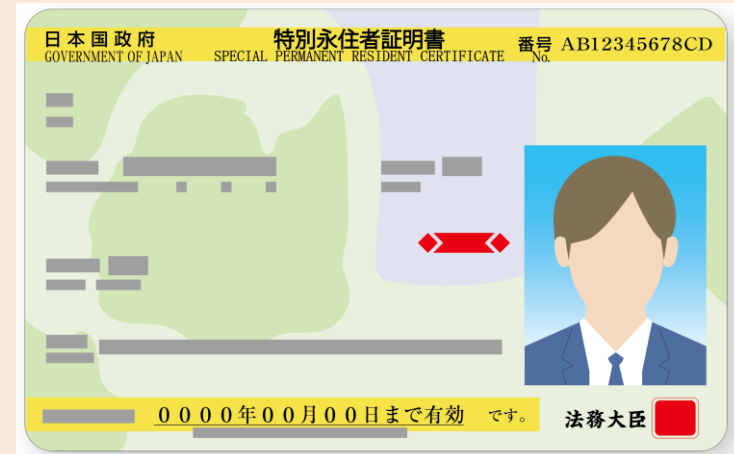 日本国政府 特別永住者証明書 番号 AB12345678CD
GOVERNMENT OF JAPAN SPECIAL PERMANENT RESIDENT CERTIFICATE No.
0000年00月00日まで有効 です。
法務大臣